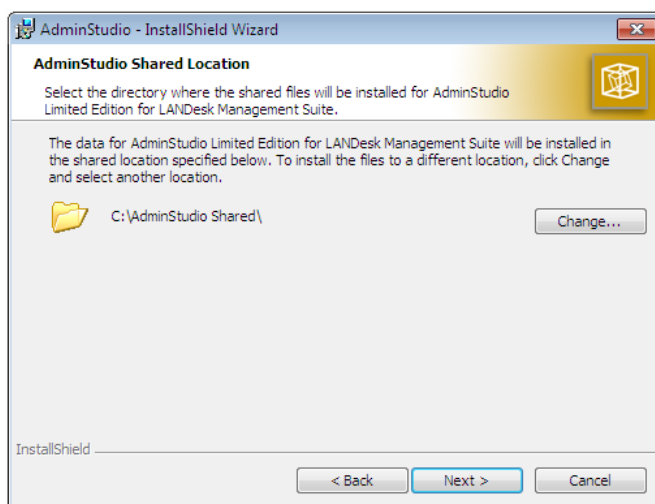 AdminStudio - InstallShield Wizard
AdminStudio Shared Location
Select the directory where the shared files will be installed for AdminStudio
Limited Edition for LANDesk Management Suite.
The data for AdminStudio Limited Edition for LANDesk Management Suite will be installed in
the shared location specified below. To install the files to a different location, click Change
and select another location.
C:\AdminStudio Shared\
Change...
InstallShield
< Back
Next >
Cancel